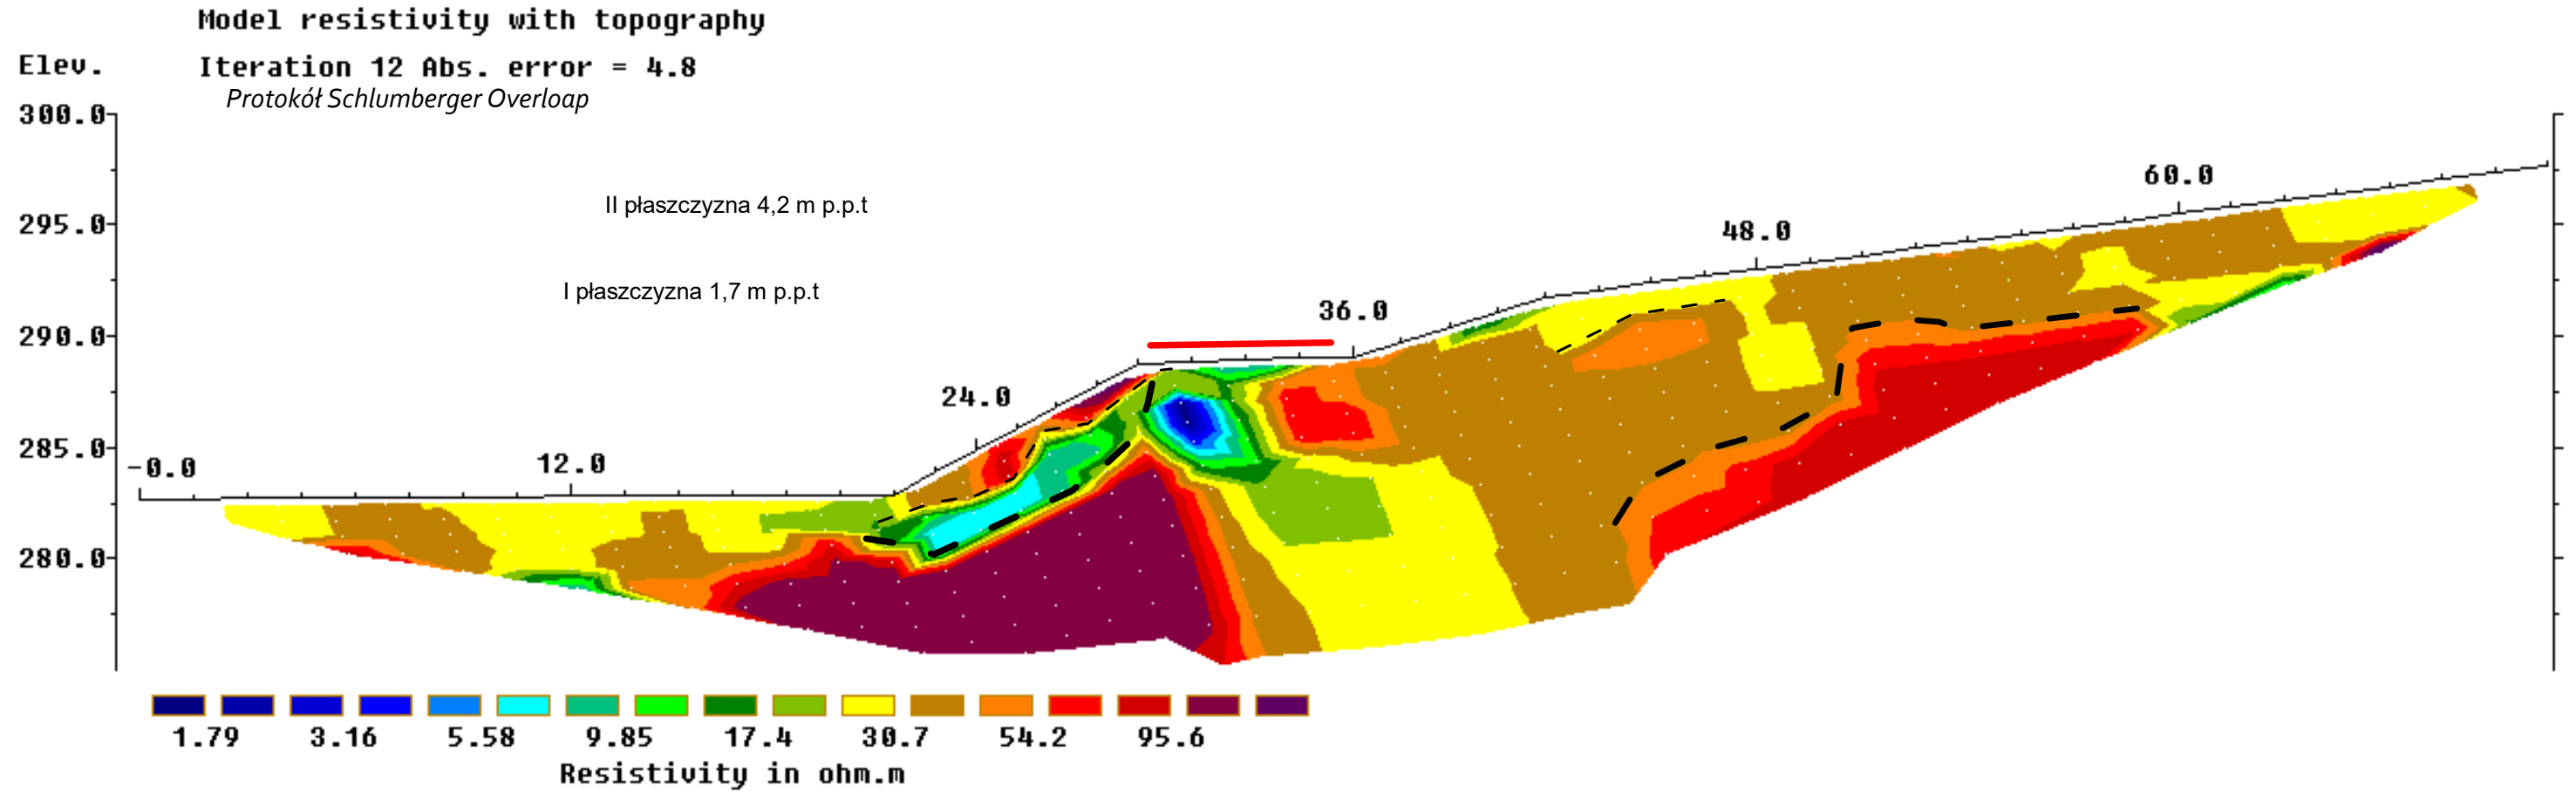 Model resistivity with topography
Elev.
Iteration 12 Abs. error = 4.8
Protokół Schlumberger Overloap
300.0
II płaszczyzna 4,2 m p.p.t
60.0
295.0
48.0
I płaszczyzna 1,7 m p.p.t
36.0
290.0
24.0
285.0
-0.0
12.0
280.0
1.79 3.16 5.58 9.85 17.4 30.7 54.2 95.6
Resistivity in ohm.m